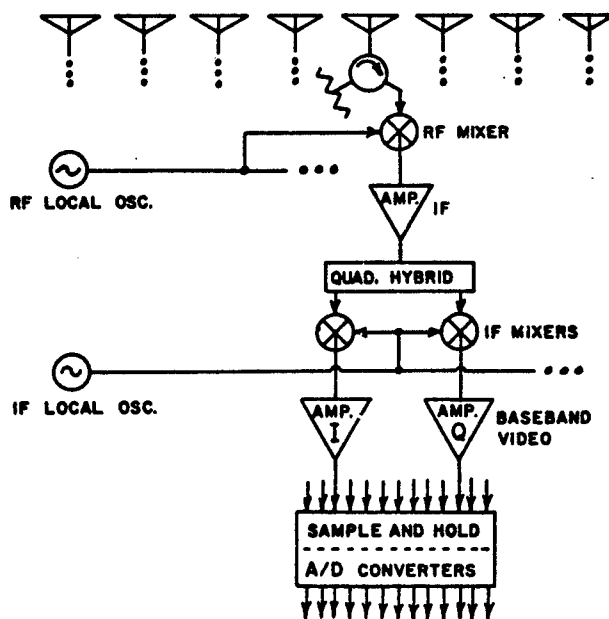 RF MIXER
RF LOCAL OSC.
AMP.
IF
QUAD. HYBRID
IF MIXERS
IF LOCAL OSC.
AMP.
I
AMP.
Q
BASEBAND
VIDEO
SAMPLE AND HOLD
A/D CONVERTERS